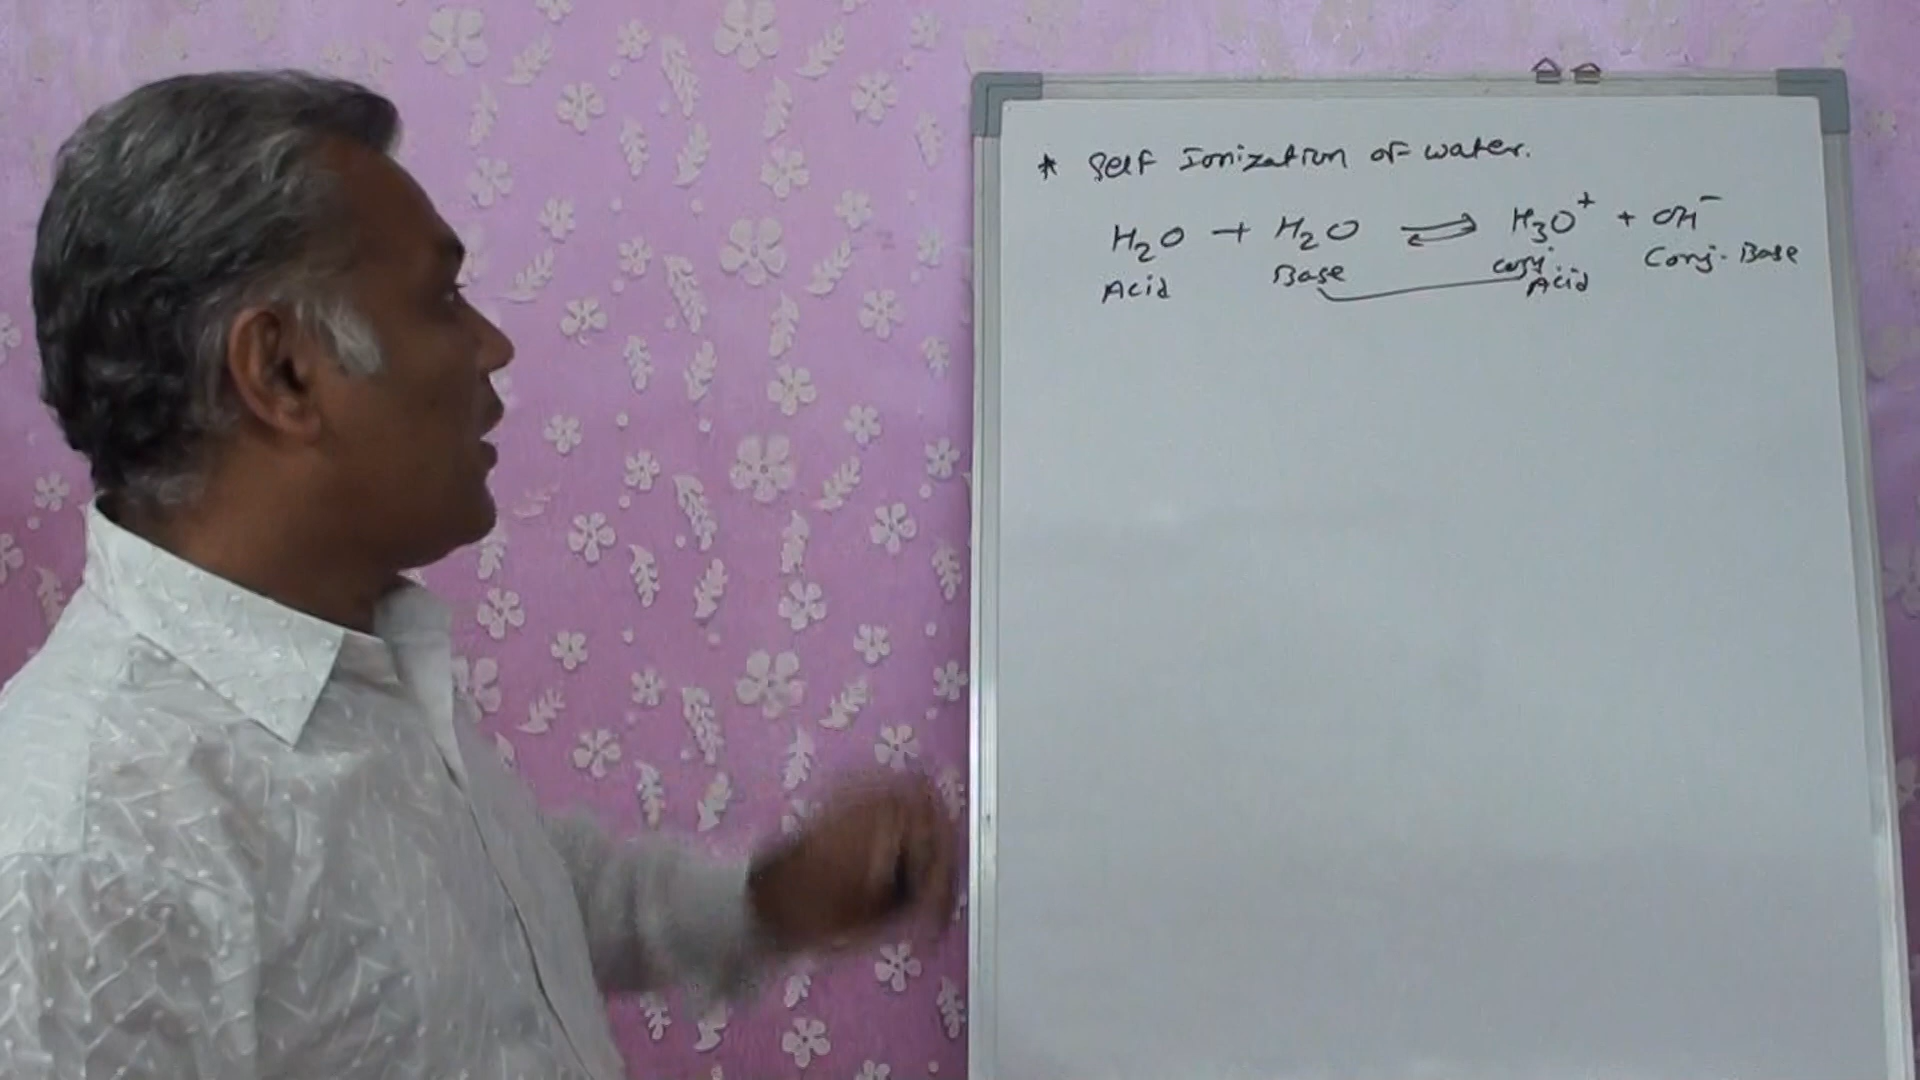 * Self Ionization of water.
H₂O + H₂O ⇌ H₃O⁺ + OH⁻
Acid Base Conj. Acid Conj. Base